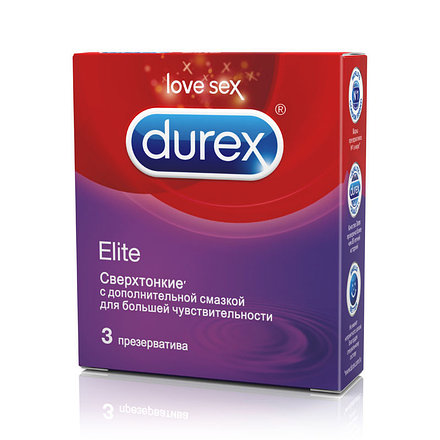 love sex
durex®
Elite
Сверхтонкие'
с дополнительной смазкой
для большей чувствительности
3 презерватива